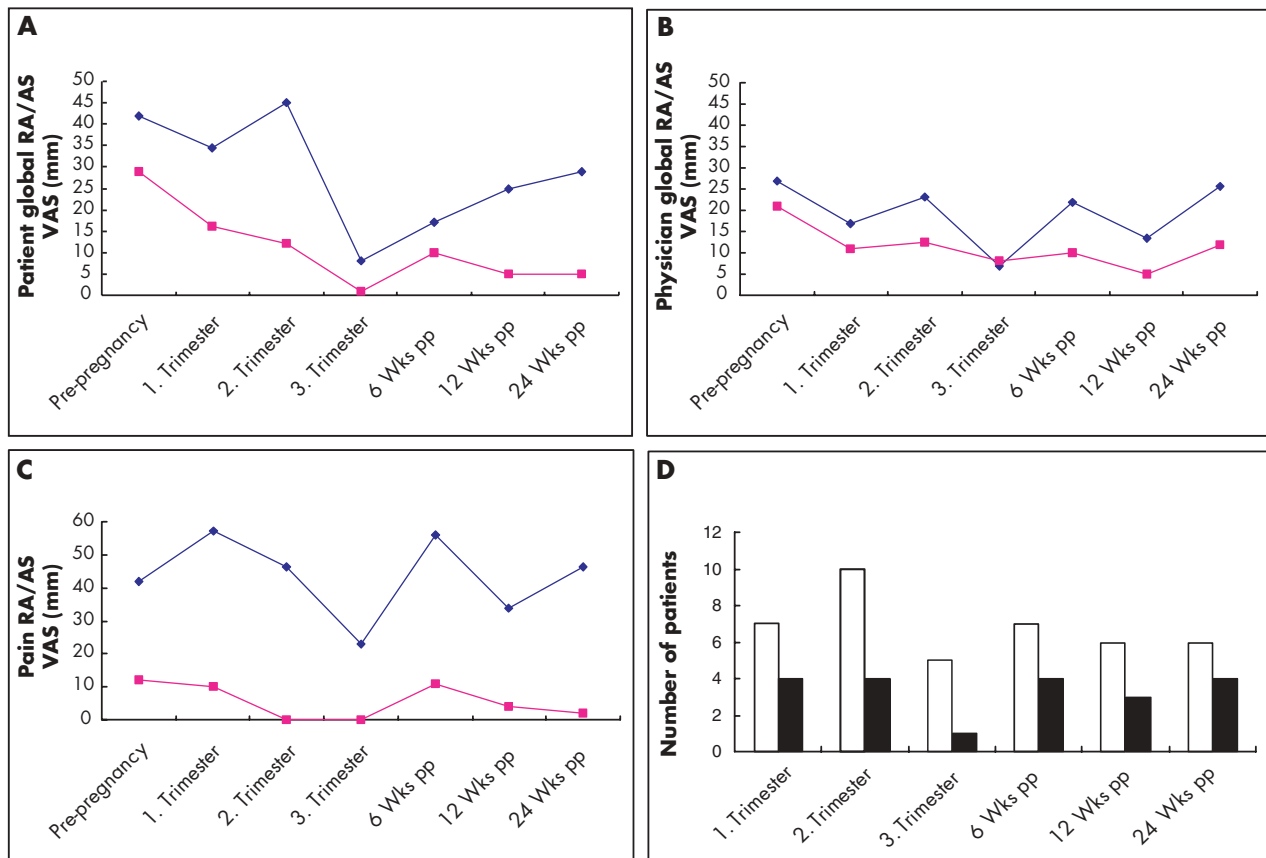 A
Patient global RA/AS
VAS (mm)
50
45
40
35
30
25
20
15
10
5
0
Pre-pregnancy
1. Trimester
2. Trimester
3. Trimester
6 Wks pp
12 Wks pp
24 Wks pp
B
Physician global RA/AS
VAS (mm)
50
45
40
35
30
25
20
15
10
5
0
Pre-pregnancy
1. Trimester
2. Trimester
3. Trimester
6 Wks pp
12 Wks pp
24 Wks pp
C
Pain RA/AS
VAS (mm)
60
50
40
30
20
10
0
Pre-pregnancy
1. Trimester
2. Trimester
3. Trimester
6 Wks pp
12 Wks pp
24 Wks pp
D
Number of patients
12
10
8
6
4
2
0
1. Trimester
2. Trimester
3. Trimester
6 Wks pp
12 Wks pp
24 Wks pp